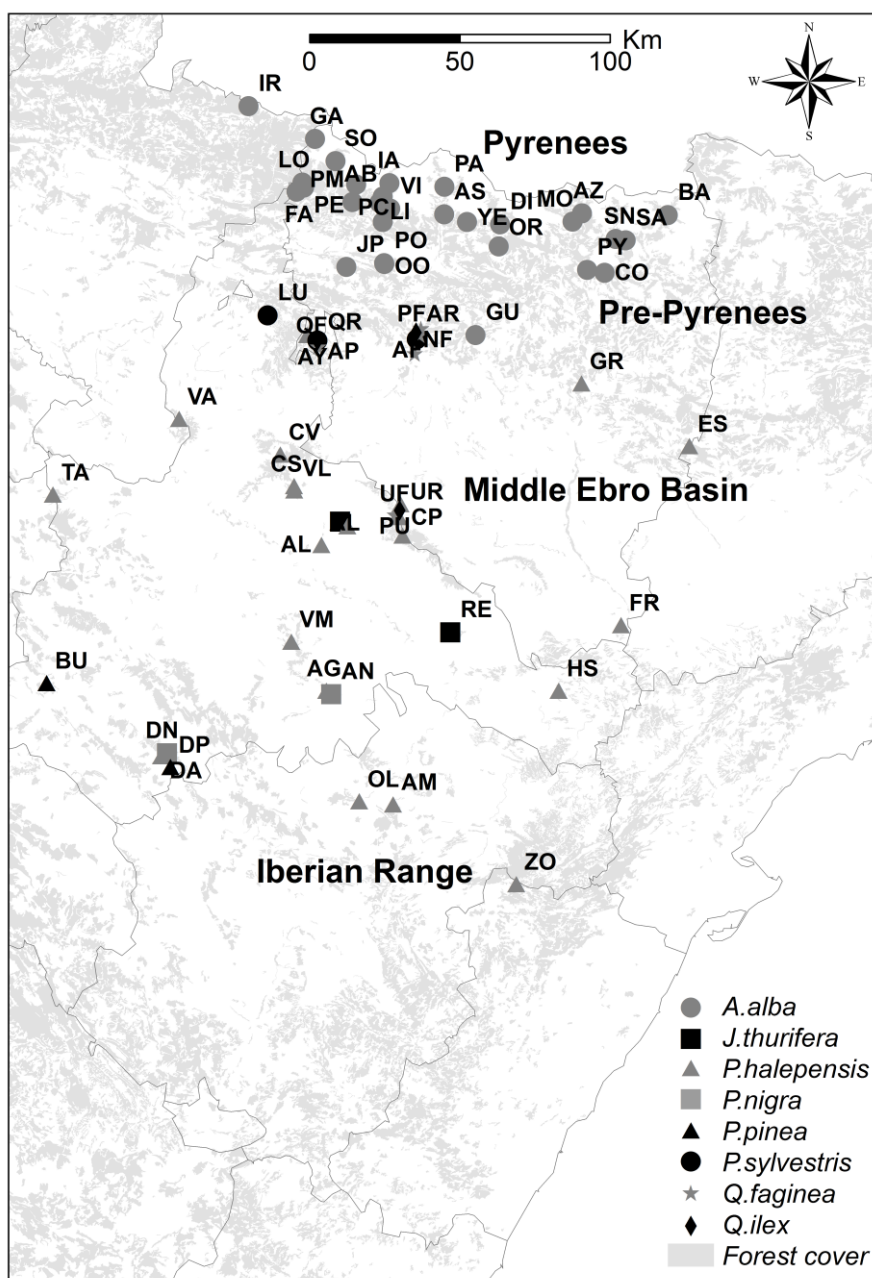 Km
0 50 100
N
W E
S
IR
GA
SO
LO
IA
PA
PM
AB
VI
Pyrenees
FA
PE
PC
LI
AS
YE
DI
OR
MO
AZ
BA
SN
SA
JP
PO
OO
PY
CO
LU
QF
QR
AY
AP
PF
AR
NF
GU
Pre-Pyrenees
GR
VA
ES
CV
CS
VL
TA
Middle Ebro Basin
UF
UR
CP
PU
AL
RE
FR
VM
BU
AG
AN
HS
DN
DP
DA
OL
AM
Iberian Range
ZO
A.alba
J.thurifera
P.halepensis
P.nigra
P.pinea
P.sylvestris
Q.faginea
Q.ilex
Forest cover